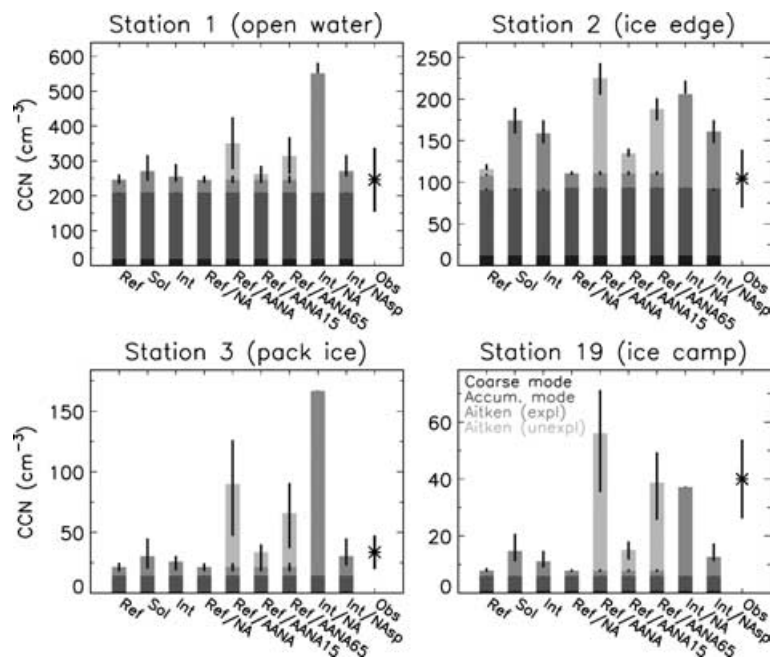 Station 1 (open water)
CCN (cm⁻³)
600
500
400
300
200
100
0
Ref
Sol
Int
Ref/NA
Ref/AANA
Ref/AANA15
Ref/AANA65
Int/NA
Int/NAsp
Obs
Station 2 (ice edge)
250
200
150
100
50
0
Ref
Sol
Int
Ref/NA
Ref/AANA
Ref/AANA15
Ref/AANA65
Int/NA
Int/NAsp
Obs
Station 3 (pack ice)
CCN (cm⁻³)
150
100
50
0
Ref
Sol
Int
Ref/NA
Ref/AANA
Ref/AANA15
Ref/AANA65
Int/NA
Int/NAsp
Obs
Station 19 (ice camp)
Coarse mode
Accum. mode
Aitken (expl)
Aitken (unexpl)
60
40
20
0
Ref
Sol
Int
Ref/NA
Ref/AANA
Ref/AANA15
Ref/AANA65
Int/NA
Int/NAsp
Obs